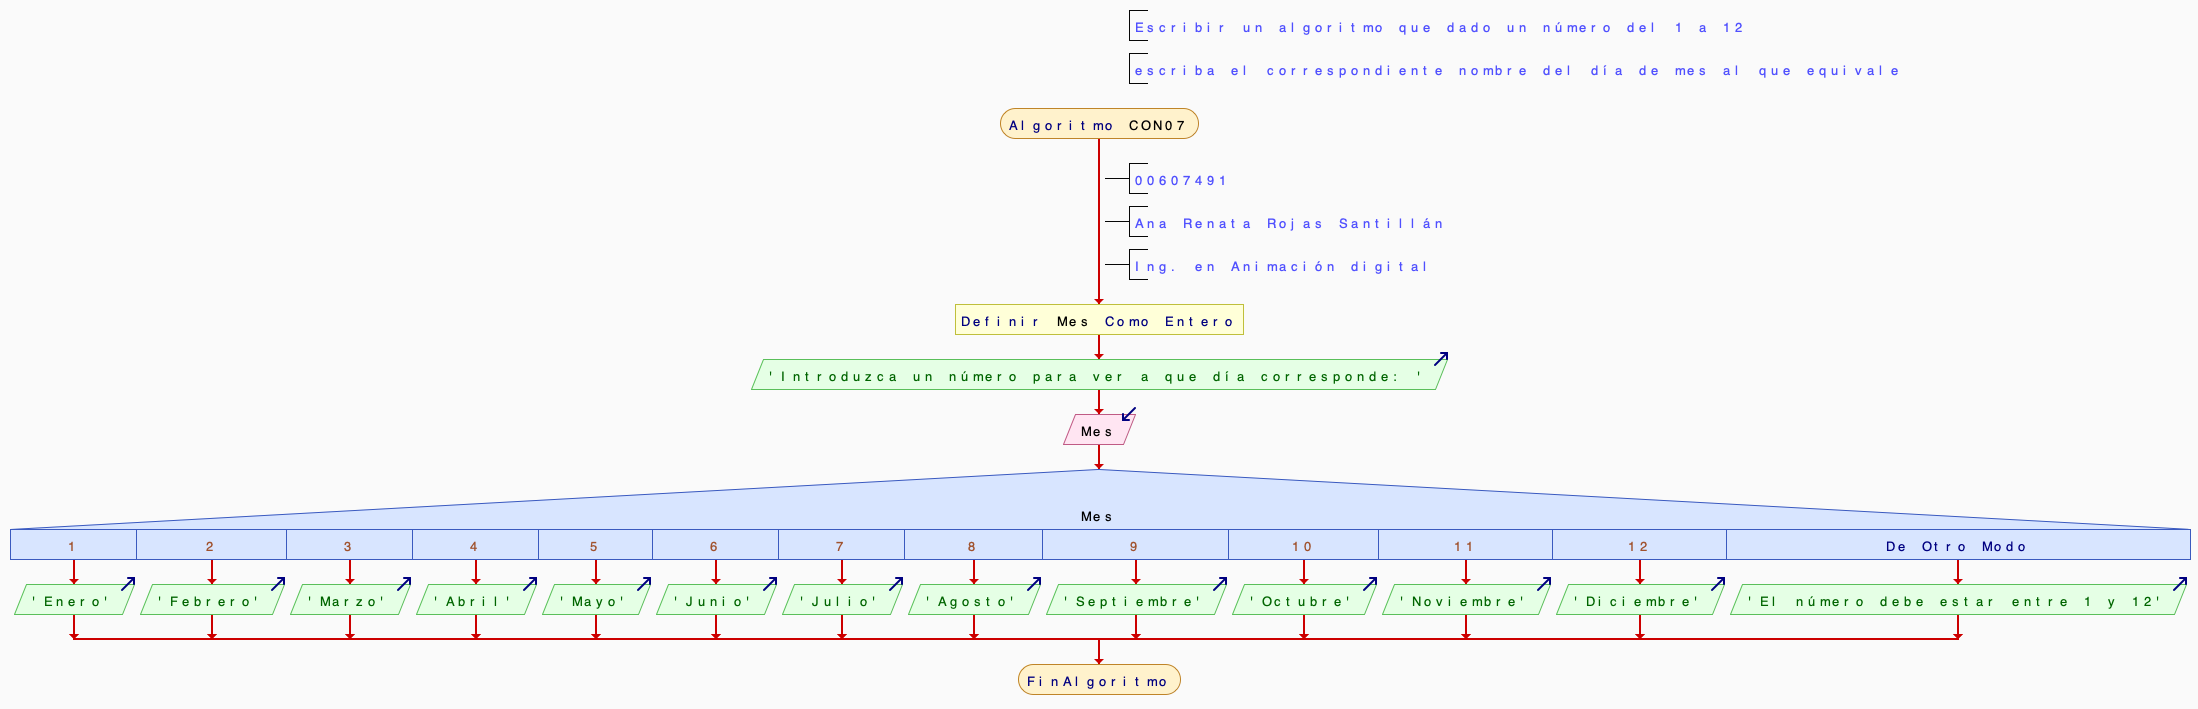 Escribir un algoritmo que dado un número del 1 a 12
escriba el correspondiente nombre del día de mes al que equivale
Algoritmo CON07
00607491
Ana Renata Rojas Santillán
Ing. en Animación digital
Definir Mes Como Entero
'Introduzca un número para ver a que día corresponde: '
Mes
Mes
1 2 3 4 5 6 7 8 9 10 11 12 De Otro Modo
'Enero' 'Febrero' 'Marzo' 'Abril' 'Mayo' 'Junio' 'Julio' 'Agosto' 'Septiembre' 'Octubre' 'Noviembre' 'Diciembre' 'El número debe estar entre 1 y 12'
FinAlgoritmo